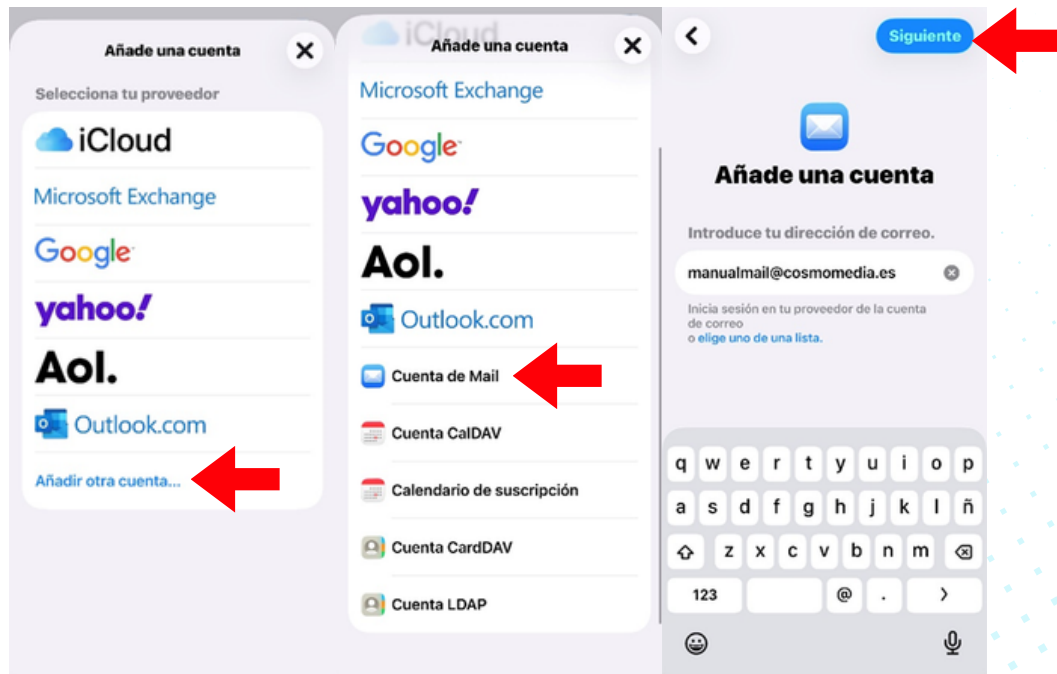 Añade una cuenta
Selecciona tu proveedor
iCloud
Microsoft Exchange
Google
yahoo!
Aol.
Outlook.com
Añadir otra cuenta...
iCloud
Añade una cuenta
Microsoft Exchange
Google
yahoo!
Aol.
Outlook.com
Cuenta de Mail
Cuenta CalDAV
Calendario de suscripción
Cuenta CardDAV
Cuenta LDAP
Siguiente
Añade una cuenta
Introduce tu dirección de correo.
manualmail@cosmomedia.es
Inicia sesión en tu proveedor de la cuenta
de correo
o elige uno de una lista.
q w e r t y u i o p
a s d f g h j k l ñ
z x c v b n m
123 @ .